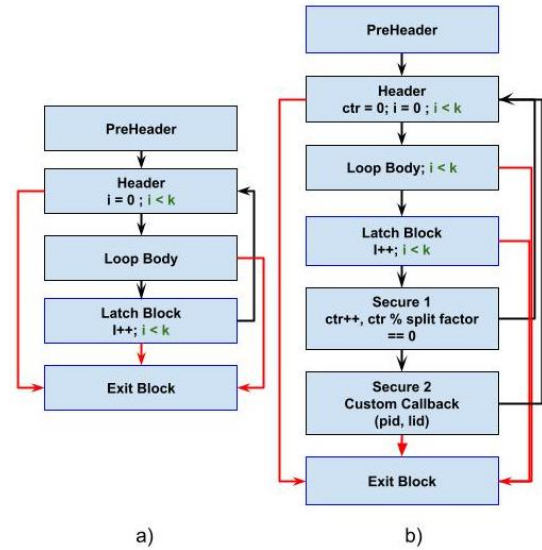 PreHeader
Header
i = 0 ; i < k
Loop Body
Latch Block
I++; i < k
Exit Block
a)
PreHeader
Header
ctr = 0; i = 0 ; i < k
Loop Body; i < k
Latch Block
I++; i < k
Secure 1
ctr++, ctr % split factor
== 0
Secure 2
Custom Callback
(pid, lid)
Exit Block
b)